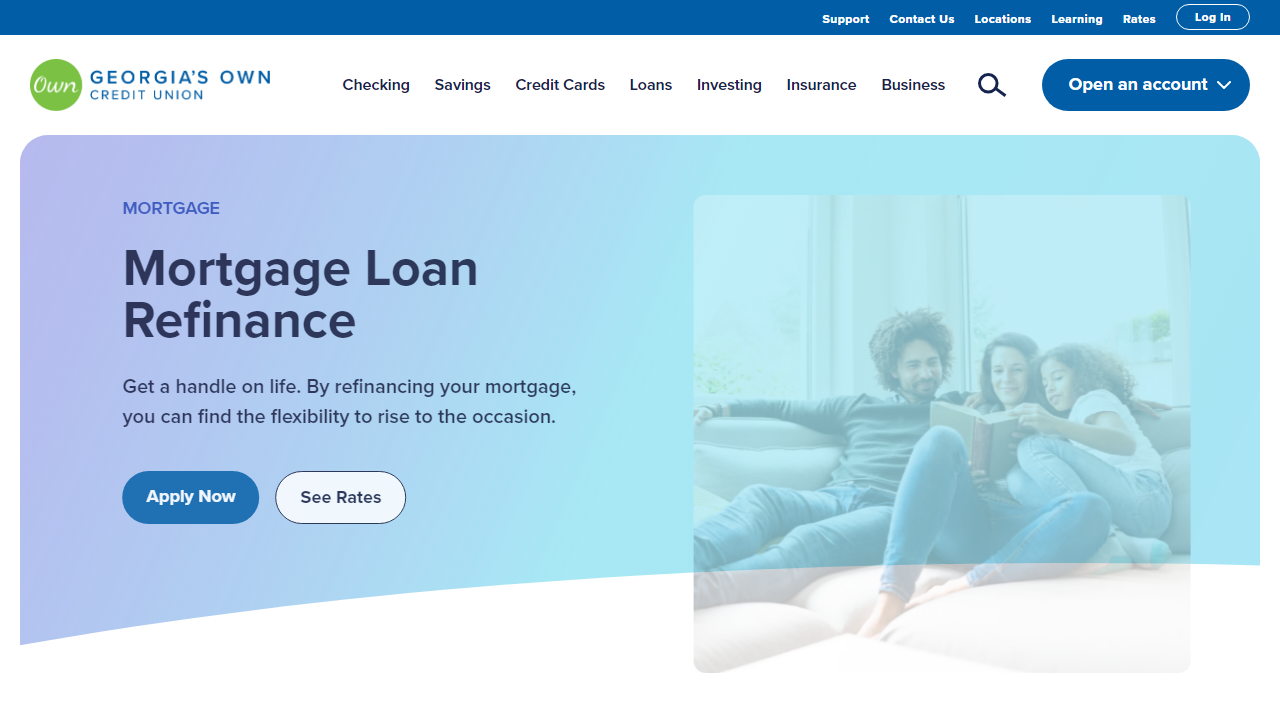 Support Contact Us Locations Learning Rates Log In
Own GEORGIA'S OWN
CREDIT UNION
Checking Savings Credit Cards Loans Investing Insurance Business Open an account
MORTGAGE
Mortgage Loan
Refinance
Get a handle on life. By refinancing your mortgage,
you can find the flexibility to rise to the occasion.
Apply Now See Rates